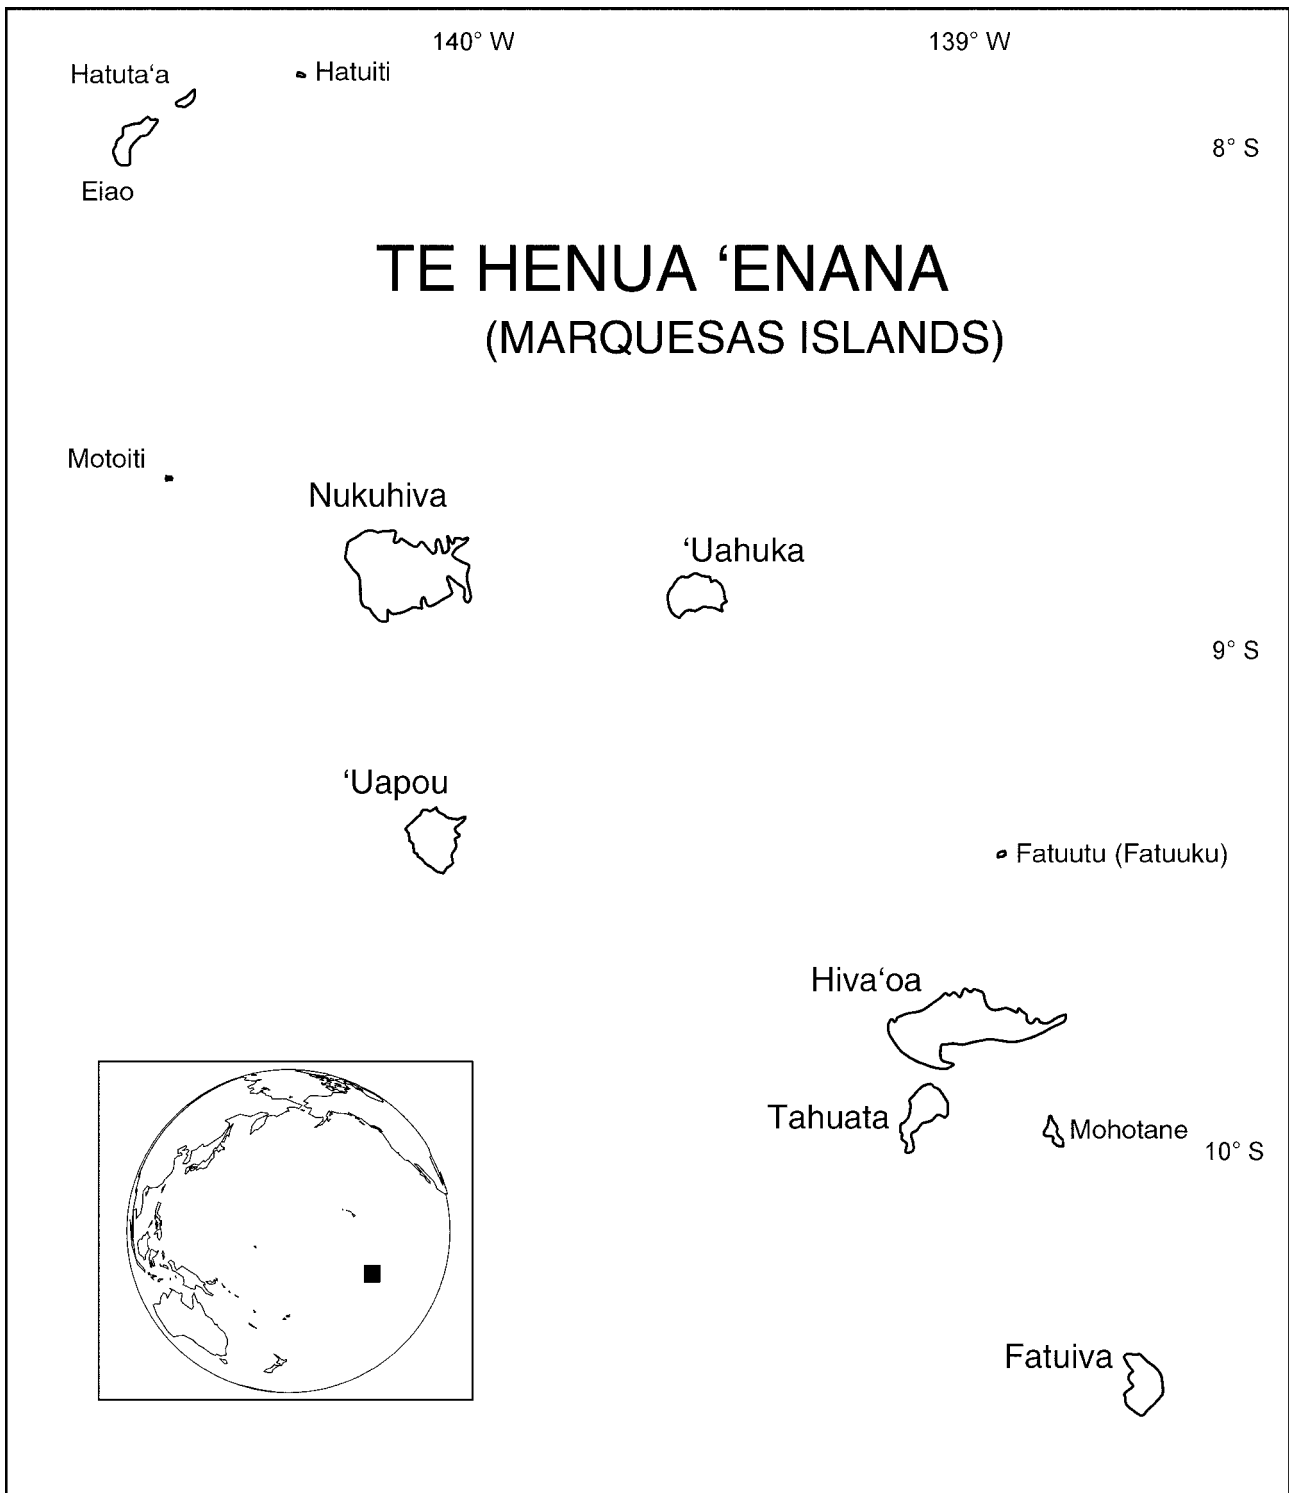 140° W
139° W
Hatuta‘a
Hatuiti
8° S
Eiao
TE HENUA ‘ENANA
(MARQUESAS ISLANDS)
Motoiti
Nukuhiva
‘Uahuka
9° S
‘Uapou
Fatuutu (Fatuuku)
Hiva‘oa
Tahuata
Mohotane
10° S
Fatuiva